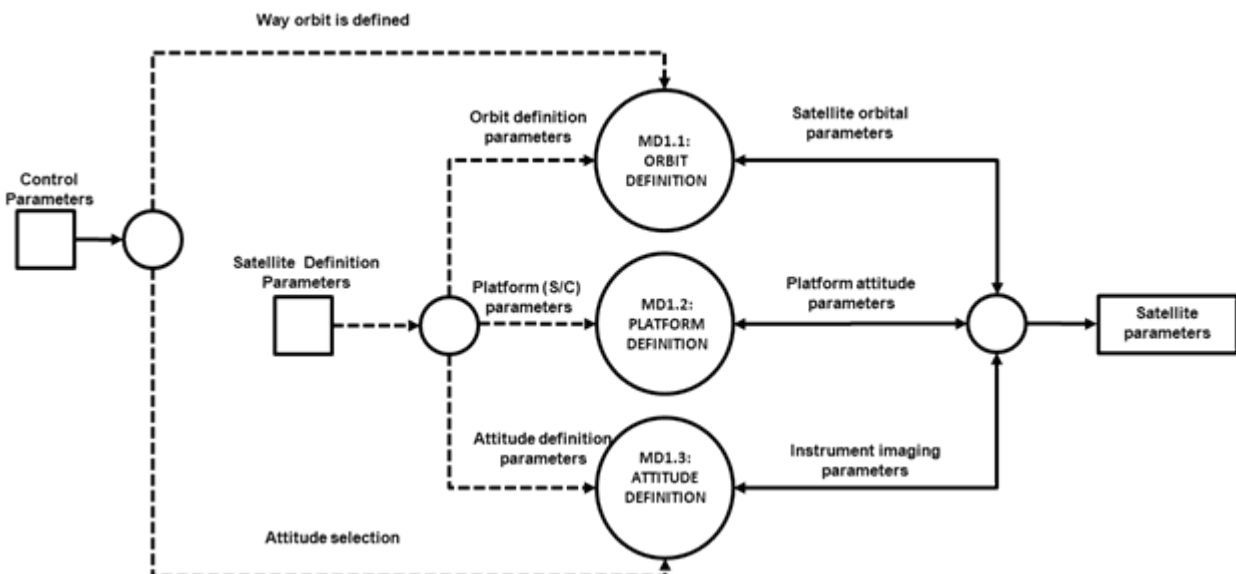 Way orbit is defined
Orbit definition
parameters
MD1.1:
ORBIT
DEFINITION
Satellite orbital
parameters
Control
Parameters
Satellite Definition
Parameters
Platform (S/C)
parameters
MD1.2:
PLATFORM
DEFINITION
Platform attitude
parameters
Satellite
parameters
Attitude definition
parameters
MD1.3:
ATTITUDE
DEFINITION
Instrument imaging
parameters
Attitude selection